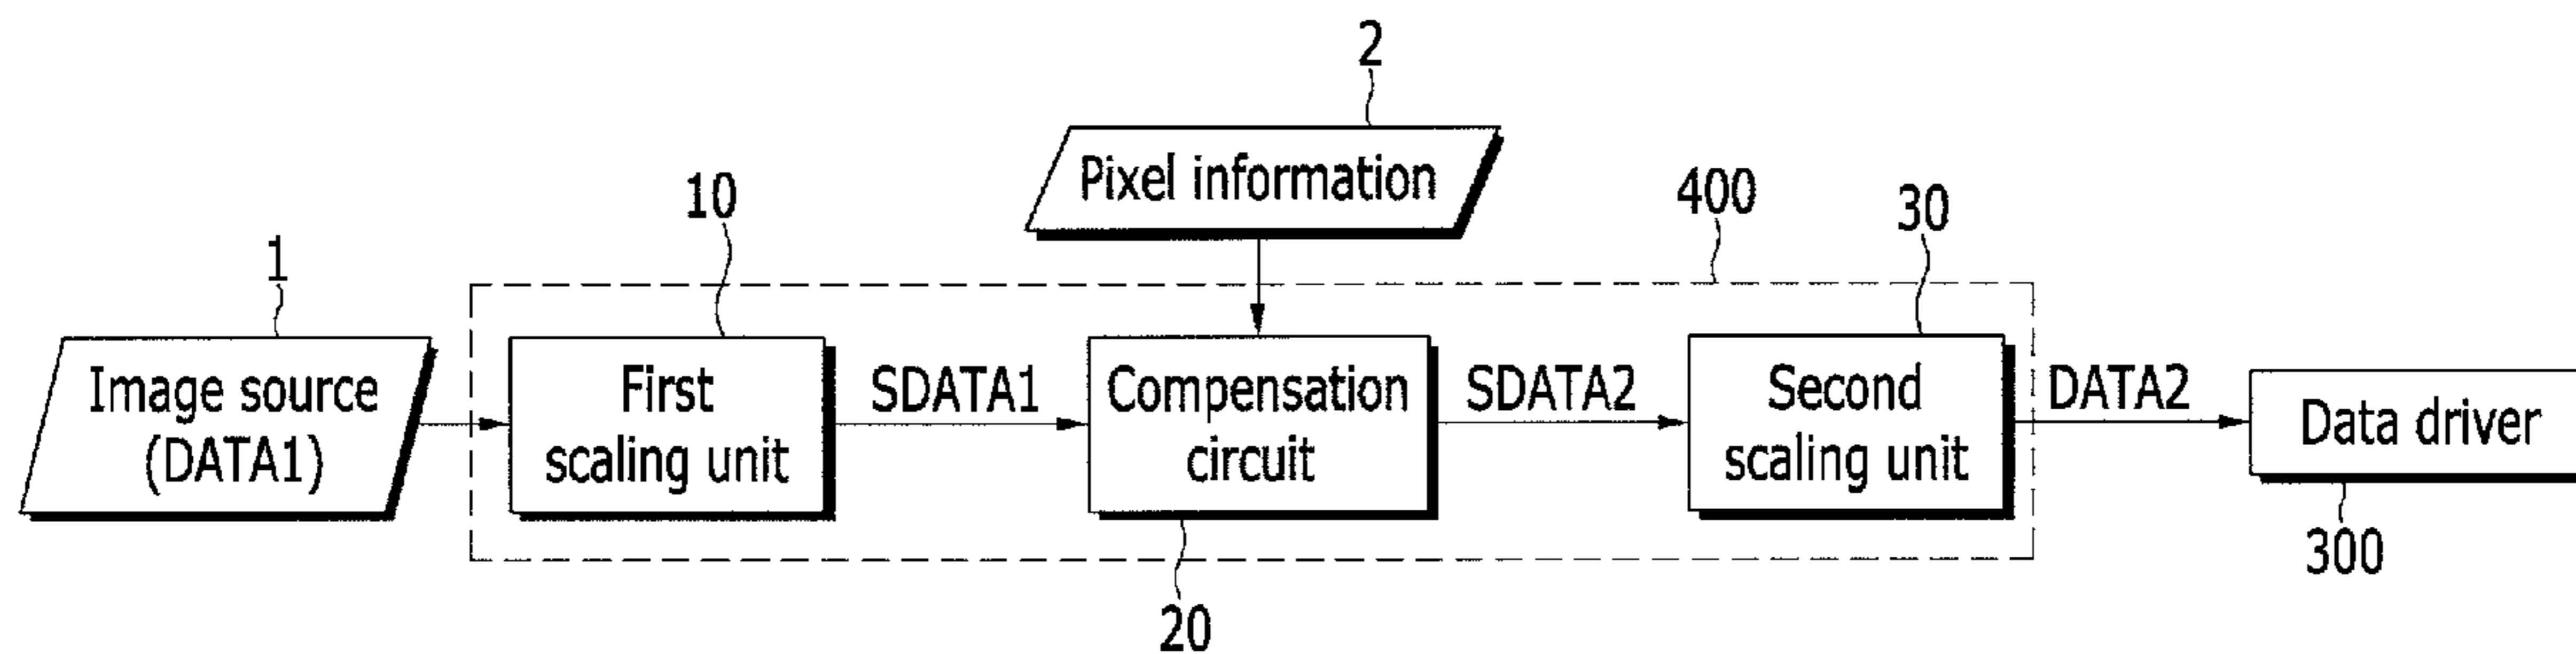 2
Pixel information
10
400
30
1
Image source
(DATA1)
First
scaling unit
SDATA1
Compensation
circuit
SDATA2
Second
scaling unit
DATA2
Data driver
300
20